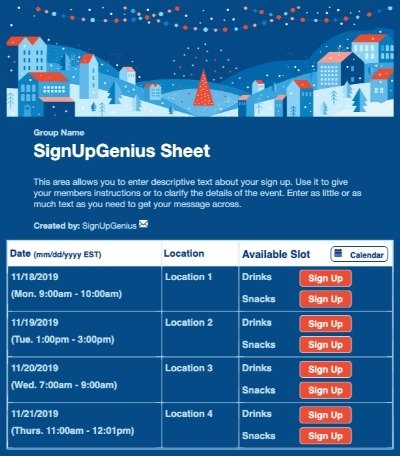 Group Name
SignUpGenius Sheet
This area allows you to enter descriptive text about your sign up. Use it to give
your members instructions or to clarify the details of the event. Enter as little or as
much text as you need to get your message across.
Created by: SignUpGenius
Date (mm/dd/yyyy EST) Location Available Slot Calendar
11/18/2019 Location 1 Drinks Sign Up
(Mon. 9:00am - 10:00am) Snacks Sign Up
11/19/2019 Location 2 Drinks Sign Up
(Tue. 1:00pm - 3:00pm) Snacks Sign Up
11/20/2019 Location 3 Drinks Sign Up
(Wed. 7:00am - 9:00am) Snacks Sign Up
11/21/2019 Location 4 Drinks Sign Up
(Thurs. 11:00am - 12:01pm) Snacks Sign Up